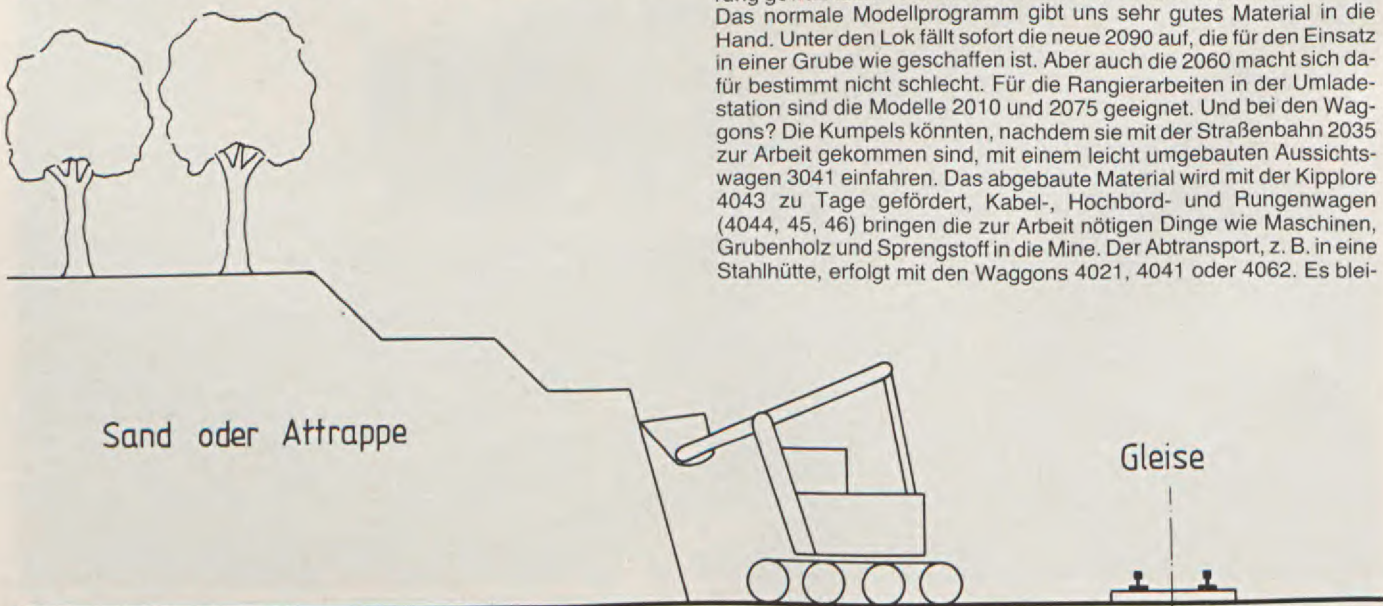 Das normale Modellprogramm gibt uns sehr gutes Material in die
Hand. Unter den Lok fällt sofort die neue 2090 auf, die für den Einsatz
in einer Grube wie geschaffen ist. Aber auch die 2060 macht sich da-
für bestimmt nicht schlecht. Für die Rangierarbeiten in der Umlade-
station sind die Modelle 2010 und 2075 geeignet. Und bei den Wag-
gons? Die Kumpels könnten, nachdem sie mit der Straßenbahn 2035
zur Arbeit gekommen sind, mit einem leicht umgebauten Aussichts-
wagen 3041 einfahren. Das abgebaute Material wird mit der Kipplore
4043 zu Tage gefördert, Kabel-, Hochbord- und Rungenwagen
(4044, 45, 46) bringen die zur Arbeit nötigen Dinge wie Maschinen,
Grubenholz und Sprengstoff in die Mine. Der Abtransport, z. B. in eine
Stahlhütte, erfolgt mit den Waggons 4021, 4041 oder 4062. Es blei-
Sand oder Attrappe
Gleise